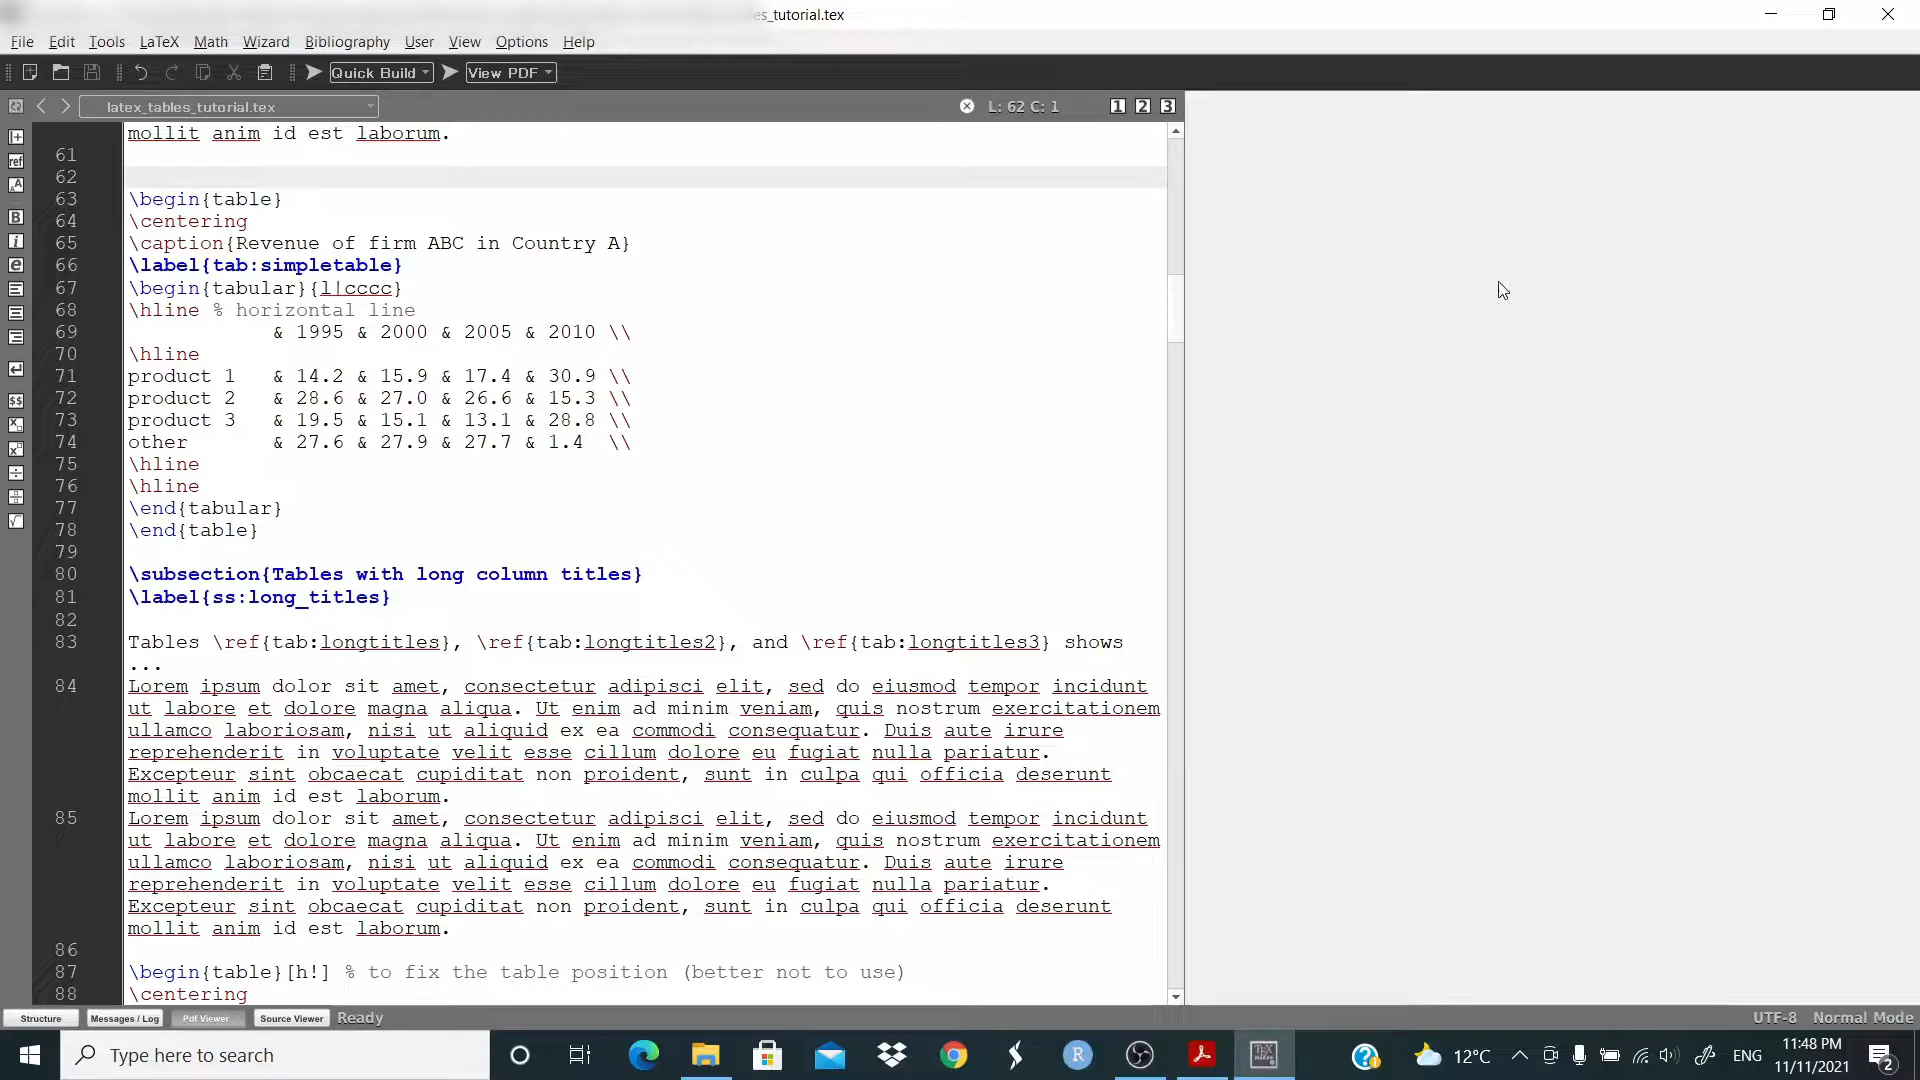 es_tutorial.tex
File Edit Tools LaTeX Math Wizard Bibliography User View Options Help
Quick Build View PDF
latex_tables_tutorial.tex L: 62 C: 1 1 2 3
mollit anim id est laborum.
61
62
63 \begin{table}
64 \centering
65 \caption{Revenue of firm ABC in Country A}
66 \label{tab:simpletable}
67 \begin{tabular}{l|cccc}
68 \hline % horizontal line
69 & 1995 & 2000 & 2005 & 2010 \\
70 \hline
71 product 1 & 14.2 & 15.9 & 17.4 & 30.9 \\
72 product 2 & 28.6 & 27.0 & 26.6 & 15.3 \\
73 product 3 & 19.5 & 15.1 & 13.1 & 28.8 \\
74 other & 27.6 & 27.9 & 27.7 & 1.4 \\
75 \hline
76 \hline
77 \end{tabular}
78 \end{table}
79
80 \subsection{Tables with long column titles}
81 \label{ss:long_titles}
82
83 Tables \ref{tab:longtitles}, \ref{tab:longtitles2}, and \ref{tab:longtitles3} shows
...
84 Lorem ipsum dolor sit amet, consectetur adipisci elit, sed do eiusmod tempor incidunt
ut labore et dolore magna aliqua. Ut enim ad minim veniam, quis nostrum exercitationem
ullamco laboriosam, nisi ut aliquid ex ea commodi consequatur. Duis aute irure
reprehenderit in voluptate velit esse cillum dolore eu fugiat nulla pariatur.
Excepteur sint obcaecat cupiditat non proident, sunt in culpa qui officia deserunt
mollit anim id est laborum.
85 Lorem ipsum dolor sit amet, consectetur adipisci elit, sed do eiusmod tempor incidunt
ut labore et dolore magna aliqua. Ut enim ad minim veniam, quis nostrum exercitationem
ullamco laboriosam, nisi ut aliquid ex ea commodi consequatur. Duis aute irure
reprehenderit in voluptate velit esse cillum dolore eu fugiat nulla pariatur.
Excepteur sint obcaecat cupiditat non proident, sunt in culpa qui officia deserunt
mollit anim id est laborum.
86
87 \begin{table}[h!] % to fix the table position (better not to use)
88 \centering
Structure Messages / Log Pdf Viewer Source Viewer Ready UTF-8 Normal Mode
Type here to search 12°C ENG 11:48 PM
11/11/2021 2